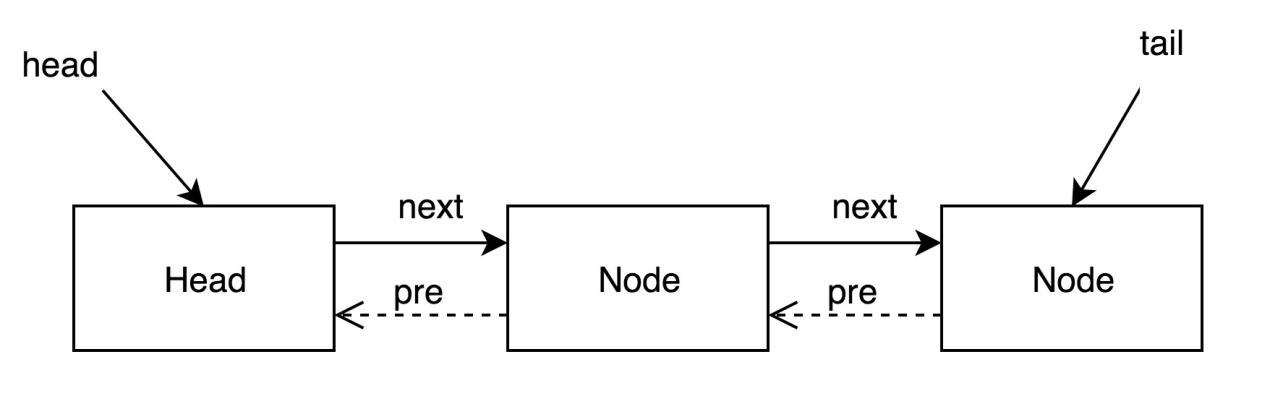 tail
head
next
next
Head
Node
Node
pre
pre